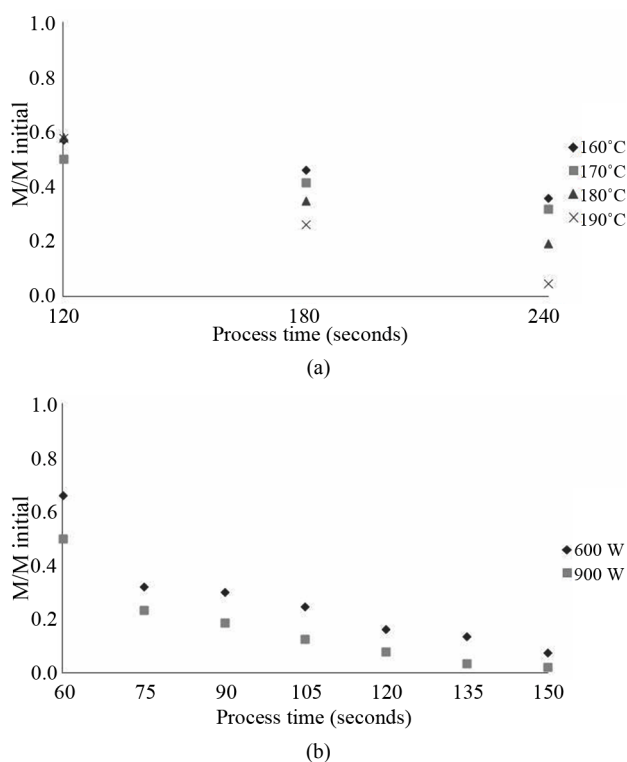 1.0
0.8
0.6
0.4
0.2
0.0
M/M initial
160˚C
170˚C
180˚C
190˚C
120 180 240
Process time (seconds)
(a)
1.0
0.8
0.6
0.4
0.2
0.0
M/M initial
600 W
900 W
60 75 90 105 120 135 150
Process time (seconds)
(b)